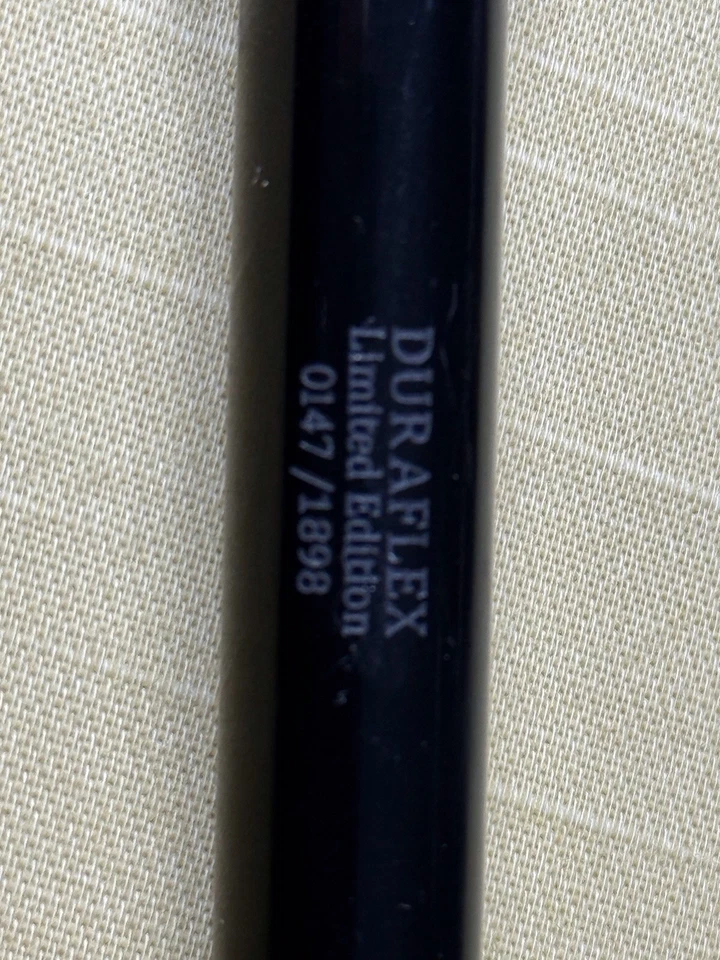 DURAFLEX
Limited Edition
0147 / 1898